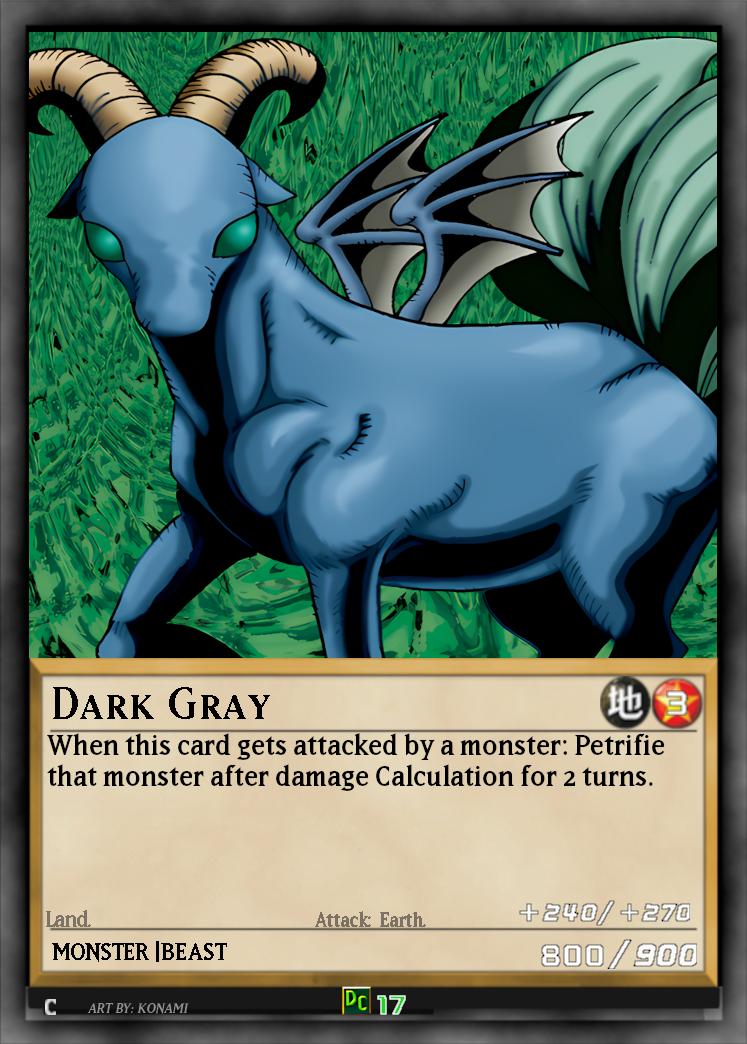 DARK GRAY
地 3
When this card gets attacked by a monster: Petrifie
that monster after damage Calculation for 2 turns.
Land. Attack: Earth. +240/ +270
MONSTER |BEAST 800/900
C ART BY: KONAMI DC 17